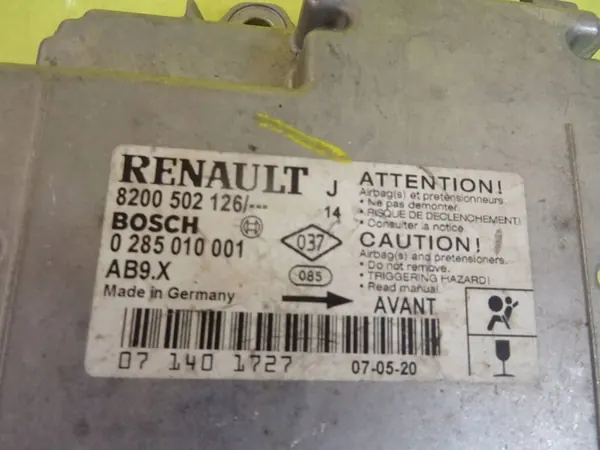 RENAULT J
8200 502 126/---
14
BOSCH
0 285 010 001
037
AB9.X
085
Made in Germany
ATTENTION!
Airbag(s) et prétensionneurs.
• Ne pas demonter.
• RISQUE DE DECLENCHEMENT!
• Consulter la notice.
CAUTION!
Airbag(s) and pretensioners.
• Do not remove.
• TRIGGERING HAZARD!
• Read manual.
AVANT
07 140 1727
07-05-20